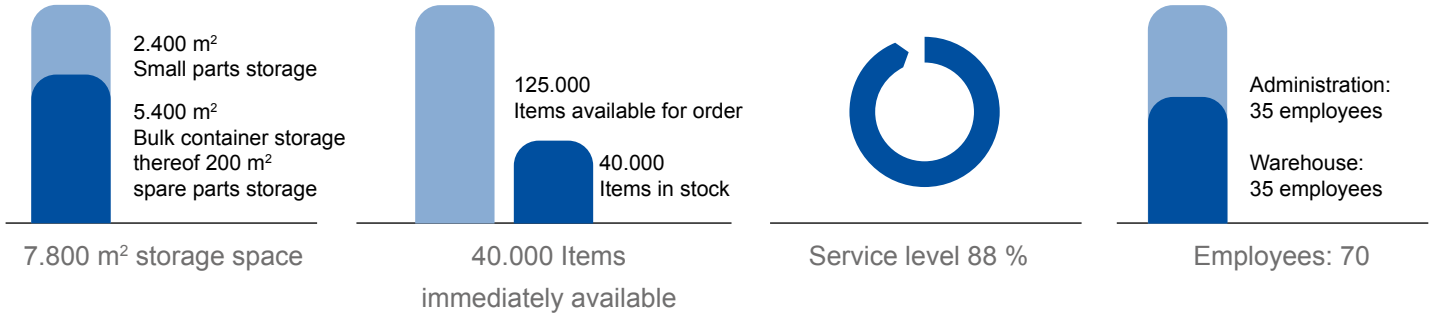 2.400 m²
Small parts storage
5.400 m²
Bulk container storage
thereof 200 m²
spare parts storage
7.800 m² storage space
125.000
Items available for order
40.000
Items in stock
40.000 Items
immediately available
Service level 88 %
Administration:
35 employees
Warehouse:
35 employees
Employees: 70